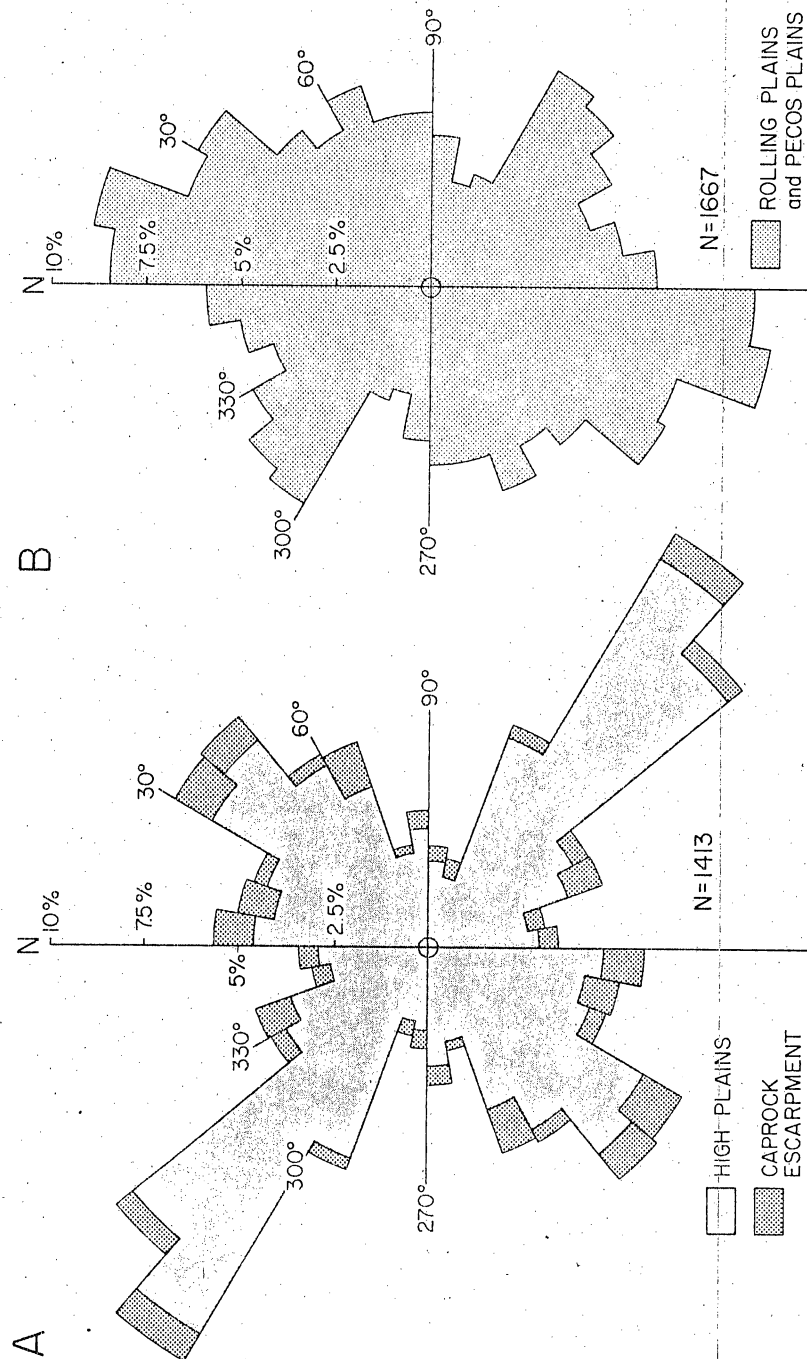 A
N
10%
7.5%
5%
2.5%
30°
60°
90°
330°
300°
270°
N=1413
HIGH PLAINS
CAPROCK
ESCARPMENT
B
N
10%
7.5%
5%
2.5%
30°
60°
90°
330°
300°
270°
N=1667
ROLLING PLAINS
and PECOS PLAINS